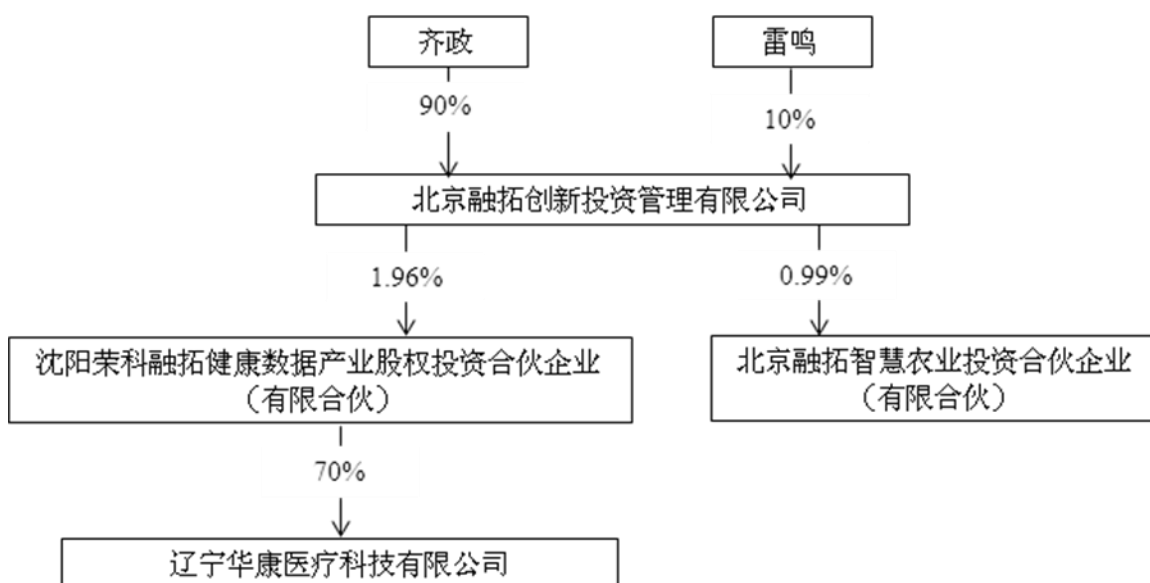 齐政
雷鸣
90%
10%
北京融拓创新投资管理有限公司
1.96%
0.99%
沈阳荣科融拓健康数据产业股权投资合伙企业
（有限合伙）
北京融拓智慧农业投资合伙企业
（有限合伙）
70%
辽宁华康医疗科技有限公司